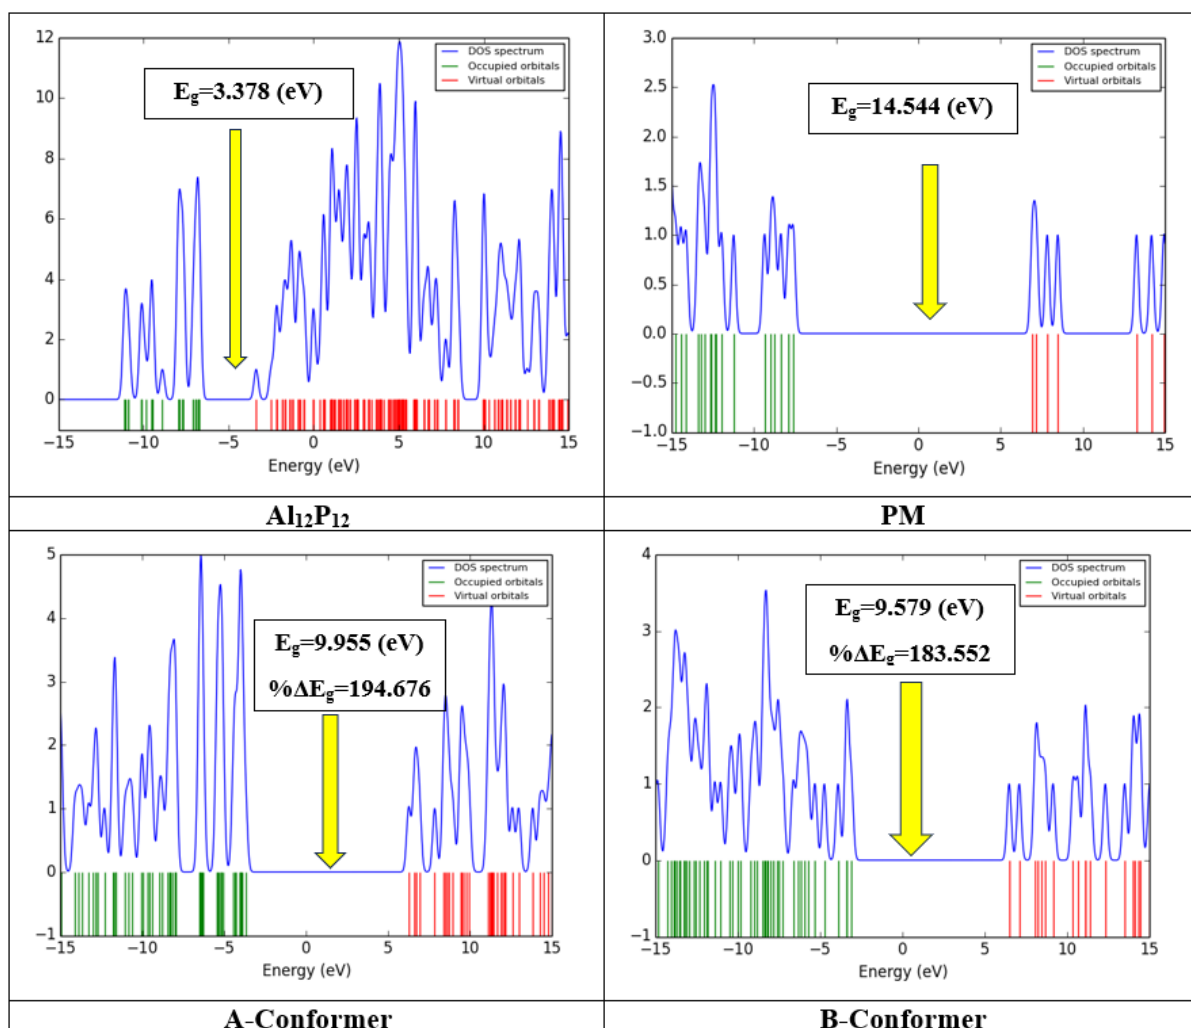 12
10
8
6
4
2
0
−15
−10
−5
0
5
10
15
Energy (eV)
DOS spectrum
Occupied orbitals
Virtual orbitals
Eg=3.378 (eV)
3.0
2.5
2.0
1.5
1.0
0.5
0.0
−0.5
−1.0
−15
−10
−5
0
5
10
15
Energy (eV)
DOS spectrum
Occupied orbitals
Virtual orbitals
Eg=14.544 (eV)
Al₁₂P₁₂
PM
5
4
3
2
1
0
−1
−15
−10
−5
0
5
10
15
Energy (eV)
DOS spectrum
Occupied orbitals
Virtual orbitals
Eg=9.955 (eV)
%ΔEg=194.676
4
3
2
1
0
−1
−15
−10
−5
0
5
10
15
Energy (eV)
DOS spectrum
Occupied orbitals
Virtual orbitals
Eg=9.579 (eV)
%ΔEg=183.552
A-Conformer
B-Conformer